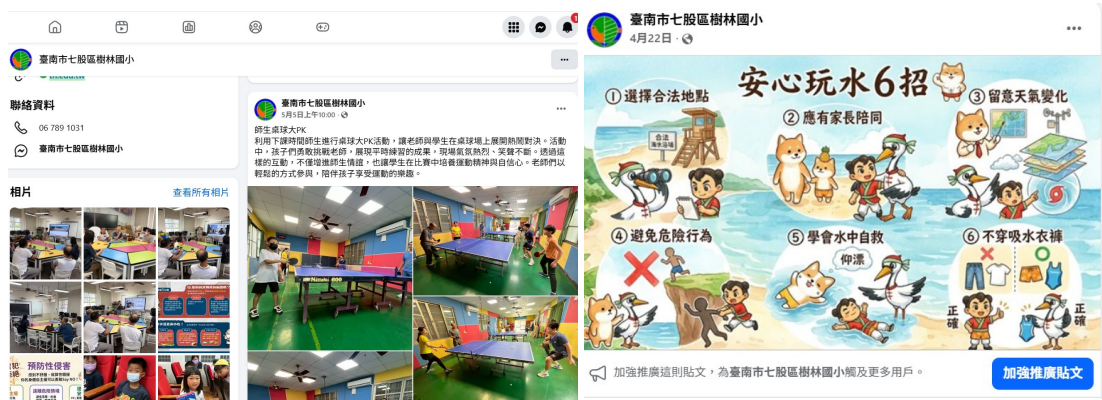 臺南市七股區樹林國小
聯絡資料
06 789 1031
臺南市七股區樹林國小
相片
查看所有相片
預防性侵害
臺南市七股區樹林國小
5月5日上午10:00
師生桌球大PK
利用下課時間師生進行桌球大PK活動，讓老師與學生在桌球場上展開熱鬧對決。活動
中，孩子們勇敢挑戰老師，展現平時練習的成果，現場氣氛熱烈、笑聲不斷。透過這
樣的互動，不僅增進師生情誼，也讓學生在比賽中培養運動精神與自信心。老師們以
輕鬆的方式參與，陪伴孩子享受運動的樂趣。
臺南市七股區樹林國小
4月22日
安心玩水6招
① 選擇合法地點
合法
海水浴場
② 應有家長陪同
③ 留意天氣變化
④ 避免危險行為
⑤ 學會水中自救
仰漂
⑥ 不穿吸水衣褲
正確
正確
加強推廣這則貼文，為臺南市七股區樹林國小觸及更多用戶。
加強推廣貼文